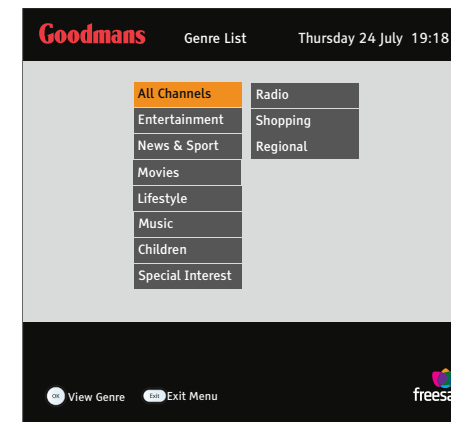 Goodmans Genre List Thursday 24 July 19:18
All Channels Radio
Entertainment Shopping
News & Sport Regional
Movies
Lifestyle
Music
Children
Special Interest
OK View Genre Exit Exit Menu
freesa